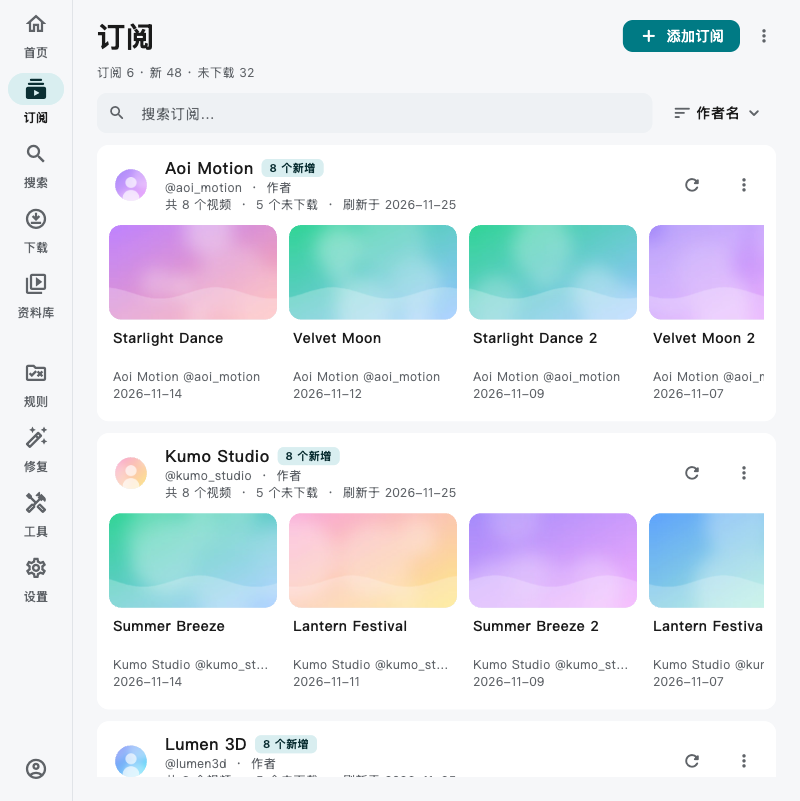 首页
订阅
搜索
下载
资料库
规则
修复
工具
设置
订阅
添加订阅
订阅 6 · 新 48 · 未下载 32
搜索订阅...
作者名
Aoi Motion 8 个新增
@aoi_motion · 作者
共 8 个视频 · 5 个未下载 · 刷新于 2026-11-25
Starlight Dance
Aoi Motion @aoi_motion
2026-11-14
Velvet Moon
Aoi Motion @aoi_motion
2026-11-12
Starlight Dance 2
Aoi Motion @aoi_motion
2026-11-09
Velvet Moon 2
Aoi Motion @aoi_n
2026-11-07
Kumo Studio 8 个新增
@kumo_studio · 作者
共 8 个视频 · 5 个未下载 · 刷新于 2026-11-25
Summer Breeze
Kumo Studio @kumo_st...
2026-11-14
Lantern Festival
Kumo Studio @kumo_st...
2026-11-11
Summer Breeze 2
Kumo Studio @kumo_st...
2026-11-09
Lantern Festiva
Kumo Studio @kur
2026-11-07
Lumen 3D 8 个新增
@lumen3d · 作者